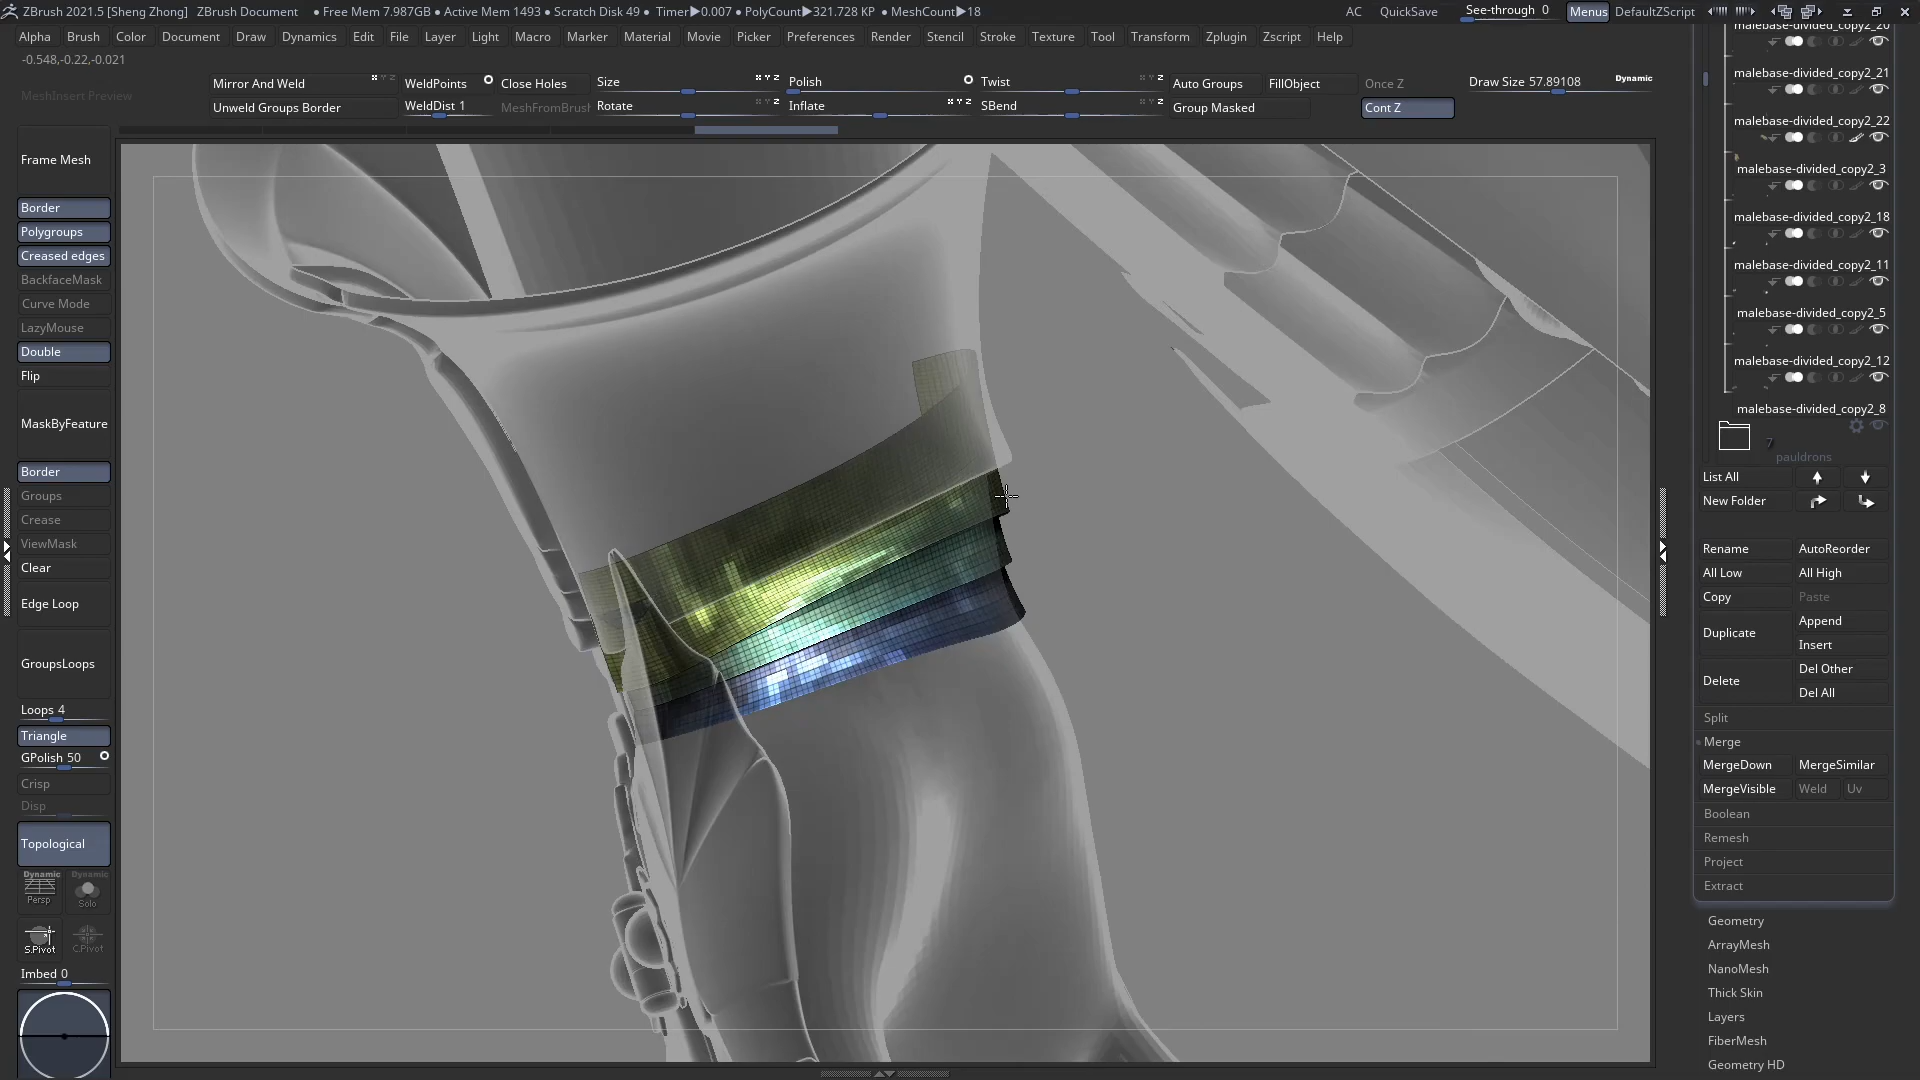 ZBrush 2021.5 [Sheng Zhong] ZBrush Document • Free Mem 7.987GB • Active Mem 1493 • Scratch Disk 49 • Timer▶0.007 • PolyCount▶321.728 KP • MeshCount▶18 AC QuickSave See-through 0 Menus DefaultZScript
Alpha Brush Color Document Draw Dynamics Edit File Layer Light Macro Marker Material Movie Picker Preferences Render Stencil Stroke Texture Tool Transform Zplugin Zscript Help
-0.548,-0.22,-0.021
MeshInsert Preview
Mirror And Weld WeldPoints Close Holes Size Polish Twist Auto Groups FillObject Once Z Draw Size 57.89108 Dynamic
Unweld Groups Border WeldDist 1 MeshFromBrush Rotate Inflate SBend Group Masked Cont Z
Frame Mesh
Border
Polygroups
Creased edges
BackfaceMask
Curve Mode
LazyMouse
Double
Flip
MaskByFeature
Border
Groups
Crease
ViewMask
Clear
Edge Loop
GroupsLoops
Loops 4
Triangle
GPolish 50
Crisp
Disp
Topological
Dynamic Dynamic
Persp Solo
S.Pivot C.Pivot
Imbed 0
malebase-divided_copy2_20
malebase-divided_copy2_21
malebase-divided_copy2_22
malebase-divided_copy2_3
malebase-divided_copy2_18
malebase-divided_copy2_11
malebase-divided_copy2_5
malebase-divided_copy2_12
malebase-divided_copy2_8
7
pauldrons
List All
New Folder
Rename AutoReorder
All Low All High
Copy Paste
Duplicate Append
Insert
Delete Del Other
Del All
Split
Merge
MergeDown MergeSimilar
MergeVisible Weld Uv
Boolean
Remesh
Project
Extract
Geometry
ArrayMesh
NanoMesh
Thick Skin
Layers
FiberMesh
Geometry HD